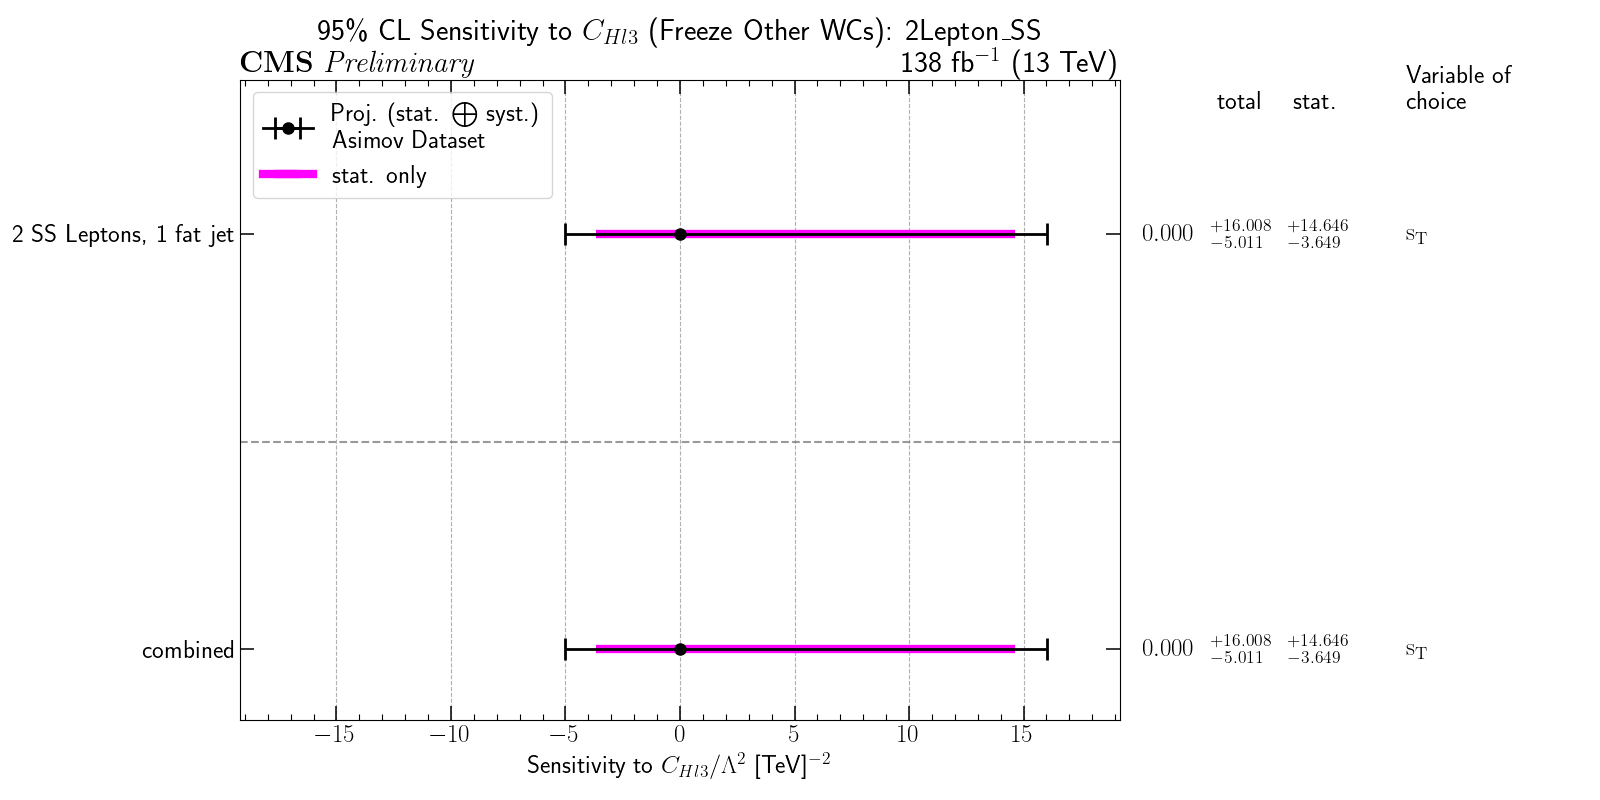 95% CL Sensitivity to C_{Hl3} (Freeze Other WCs): 2Lepton_SS
CMS Preliminary 138 fb^{−1} (13 TeV)
Proj. (stat. ⨁ syst.)
Asimov Dataset
stat. only
total stat. Variable of
choice
2 SS Leptons, 1 fat jet 0.000 +16.008 −5.011 +14.646 −3.649 s_T
combined 0.000 +16.008 −5.011 +14.646 −3.649 s_T
−15 −10 −5 0 5 10 15
Sensitivity to C_{Hl3}/Λ^2 [TeV]^{−2}